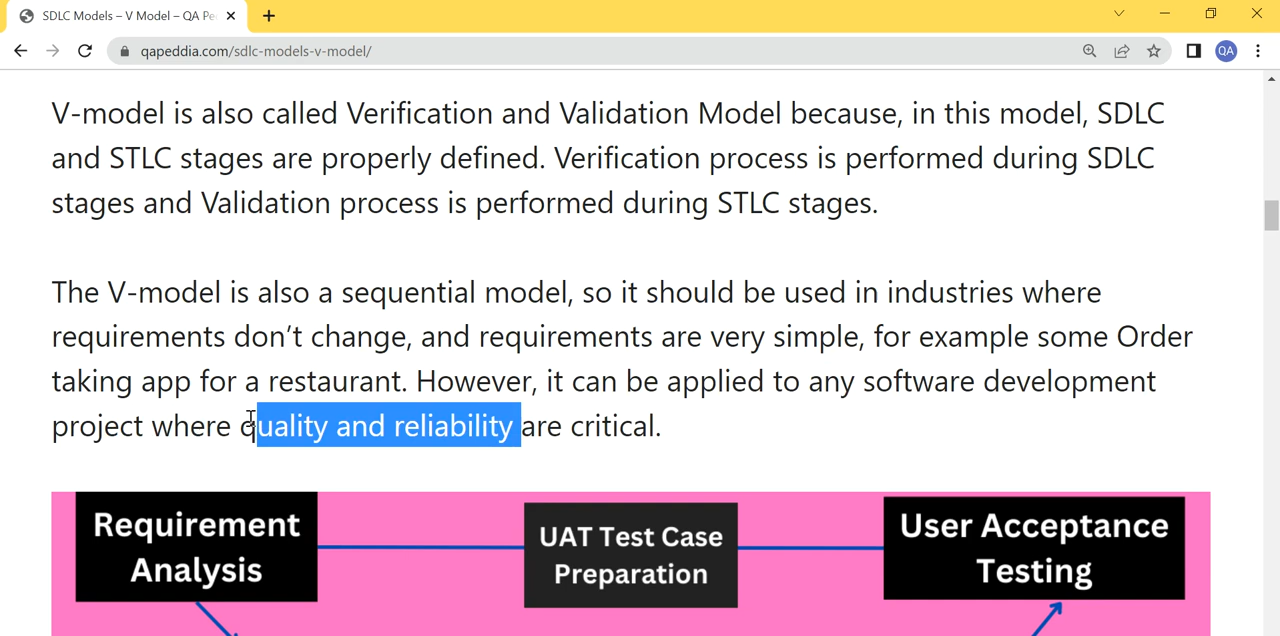 SDLC Models – V Model – QA Pe
qapeddia.com/sdlc-models-v-model/
QA
V-model is also called Verification and Validation Model because, in this model, SDLC
and STLC stages are properly defined. Verification process is performed during SDLC
stages and Validation process is performed during STLC stages.
The V-model is also a sequential model, so it should be used in industries where
requirements don’t change, and requirements are very simple, for example some Order
taking app for a restaurant. However, it can be applied to any software development
project where quality and reliability are critical.
Requirement
Analysis
UAT Test Case
Preparation
User Acceptance
Testing